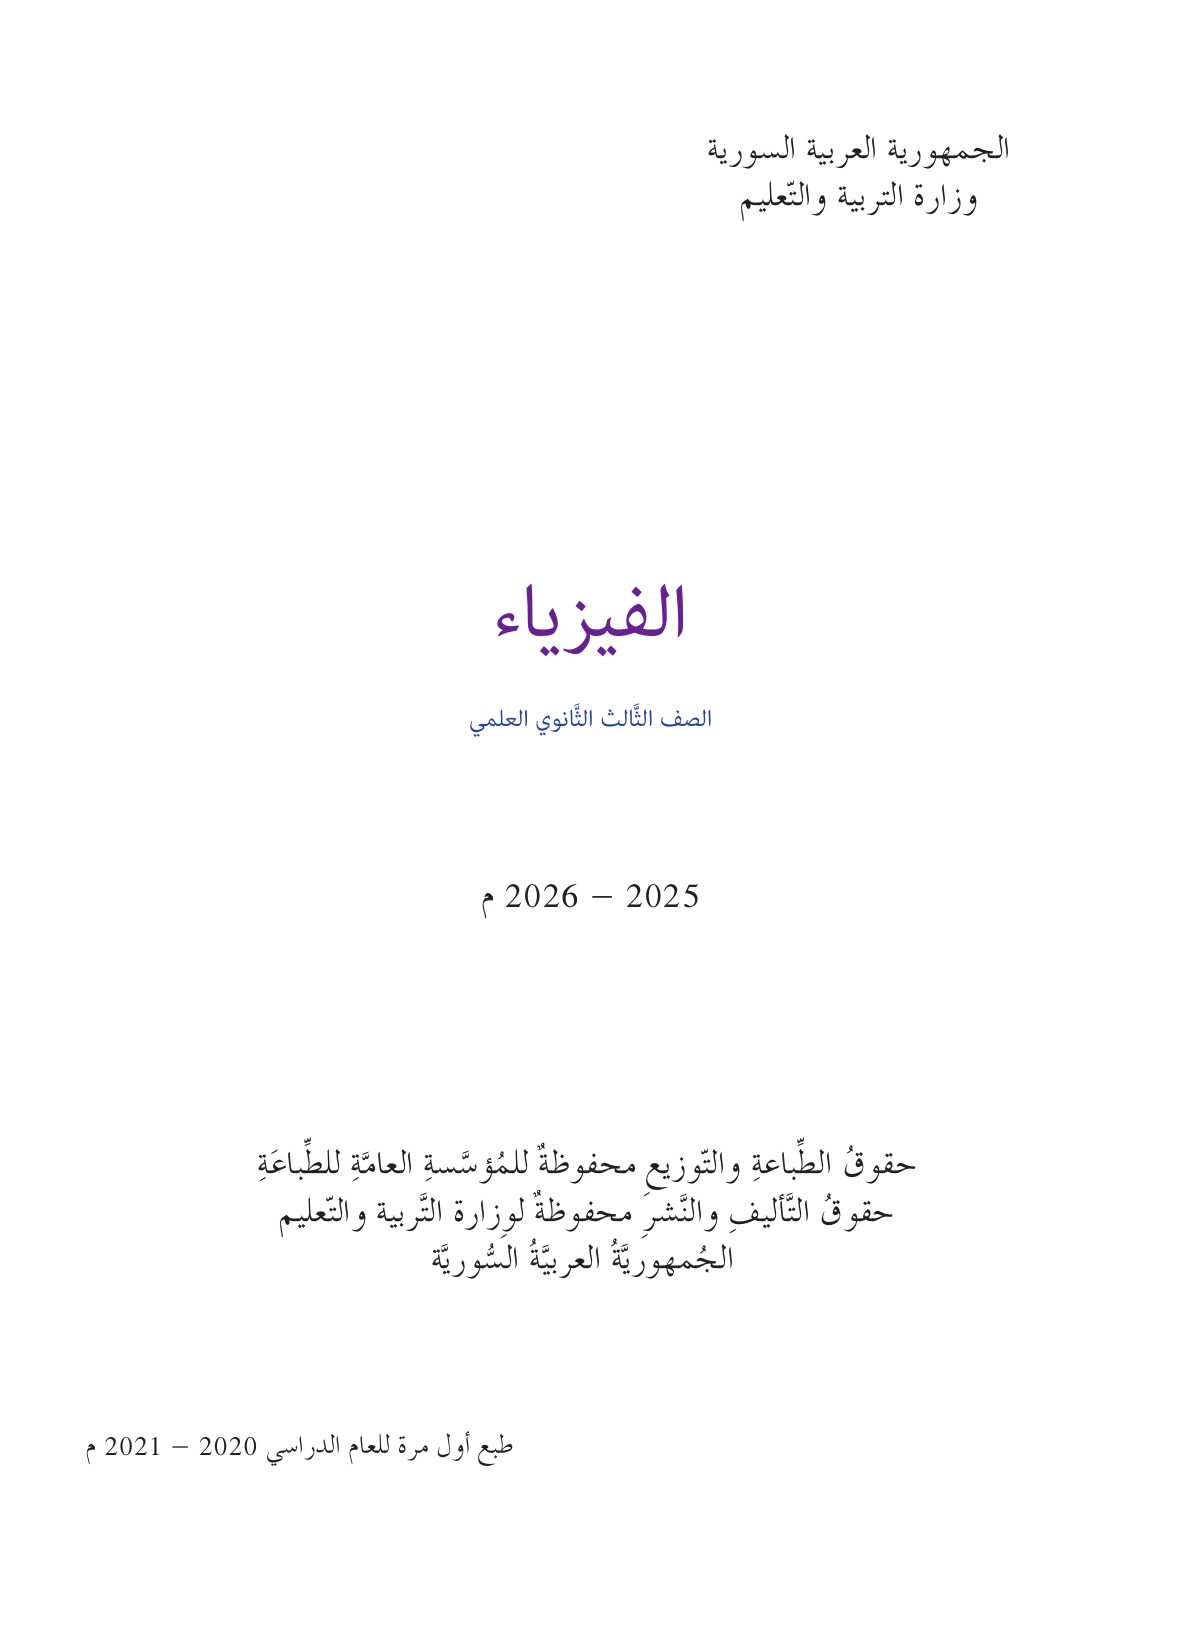 الجمهورية العربية السورية
وزارة التربية والتّعليم
الفيزياء
الصف الثَّالث الثَّانوي العلمي
2025 – 2026 م
حقوقُ الطِّباعةِ والتّوزيعِ محفوظةٌ للمُؤسَّسةِ العامَّةِ للطِّباعَةِ
حقوقُ التَّأليفِ والنَّشرِ محفوظةٌ لوِزارة التَّربية والتّعليم
الجُمهوريَّةُ العربيَّةُ السُّوريَّة
طبع أول مرة للعام الدراسي 2020 – 2021 م